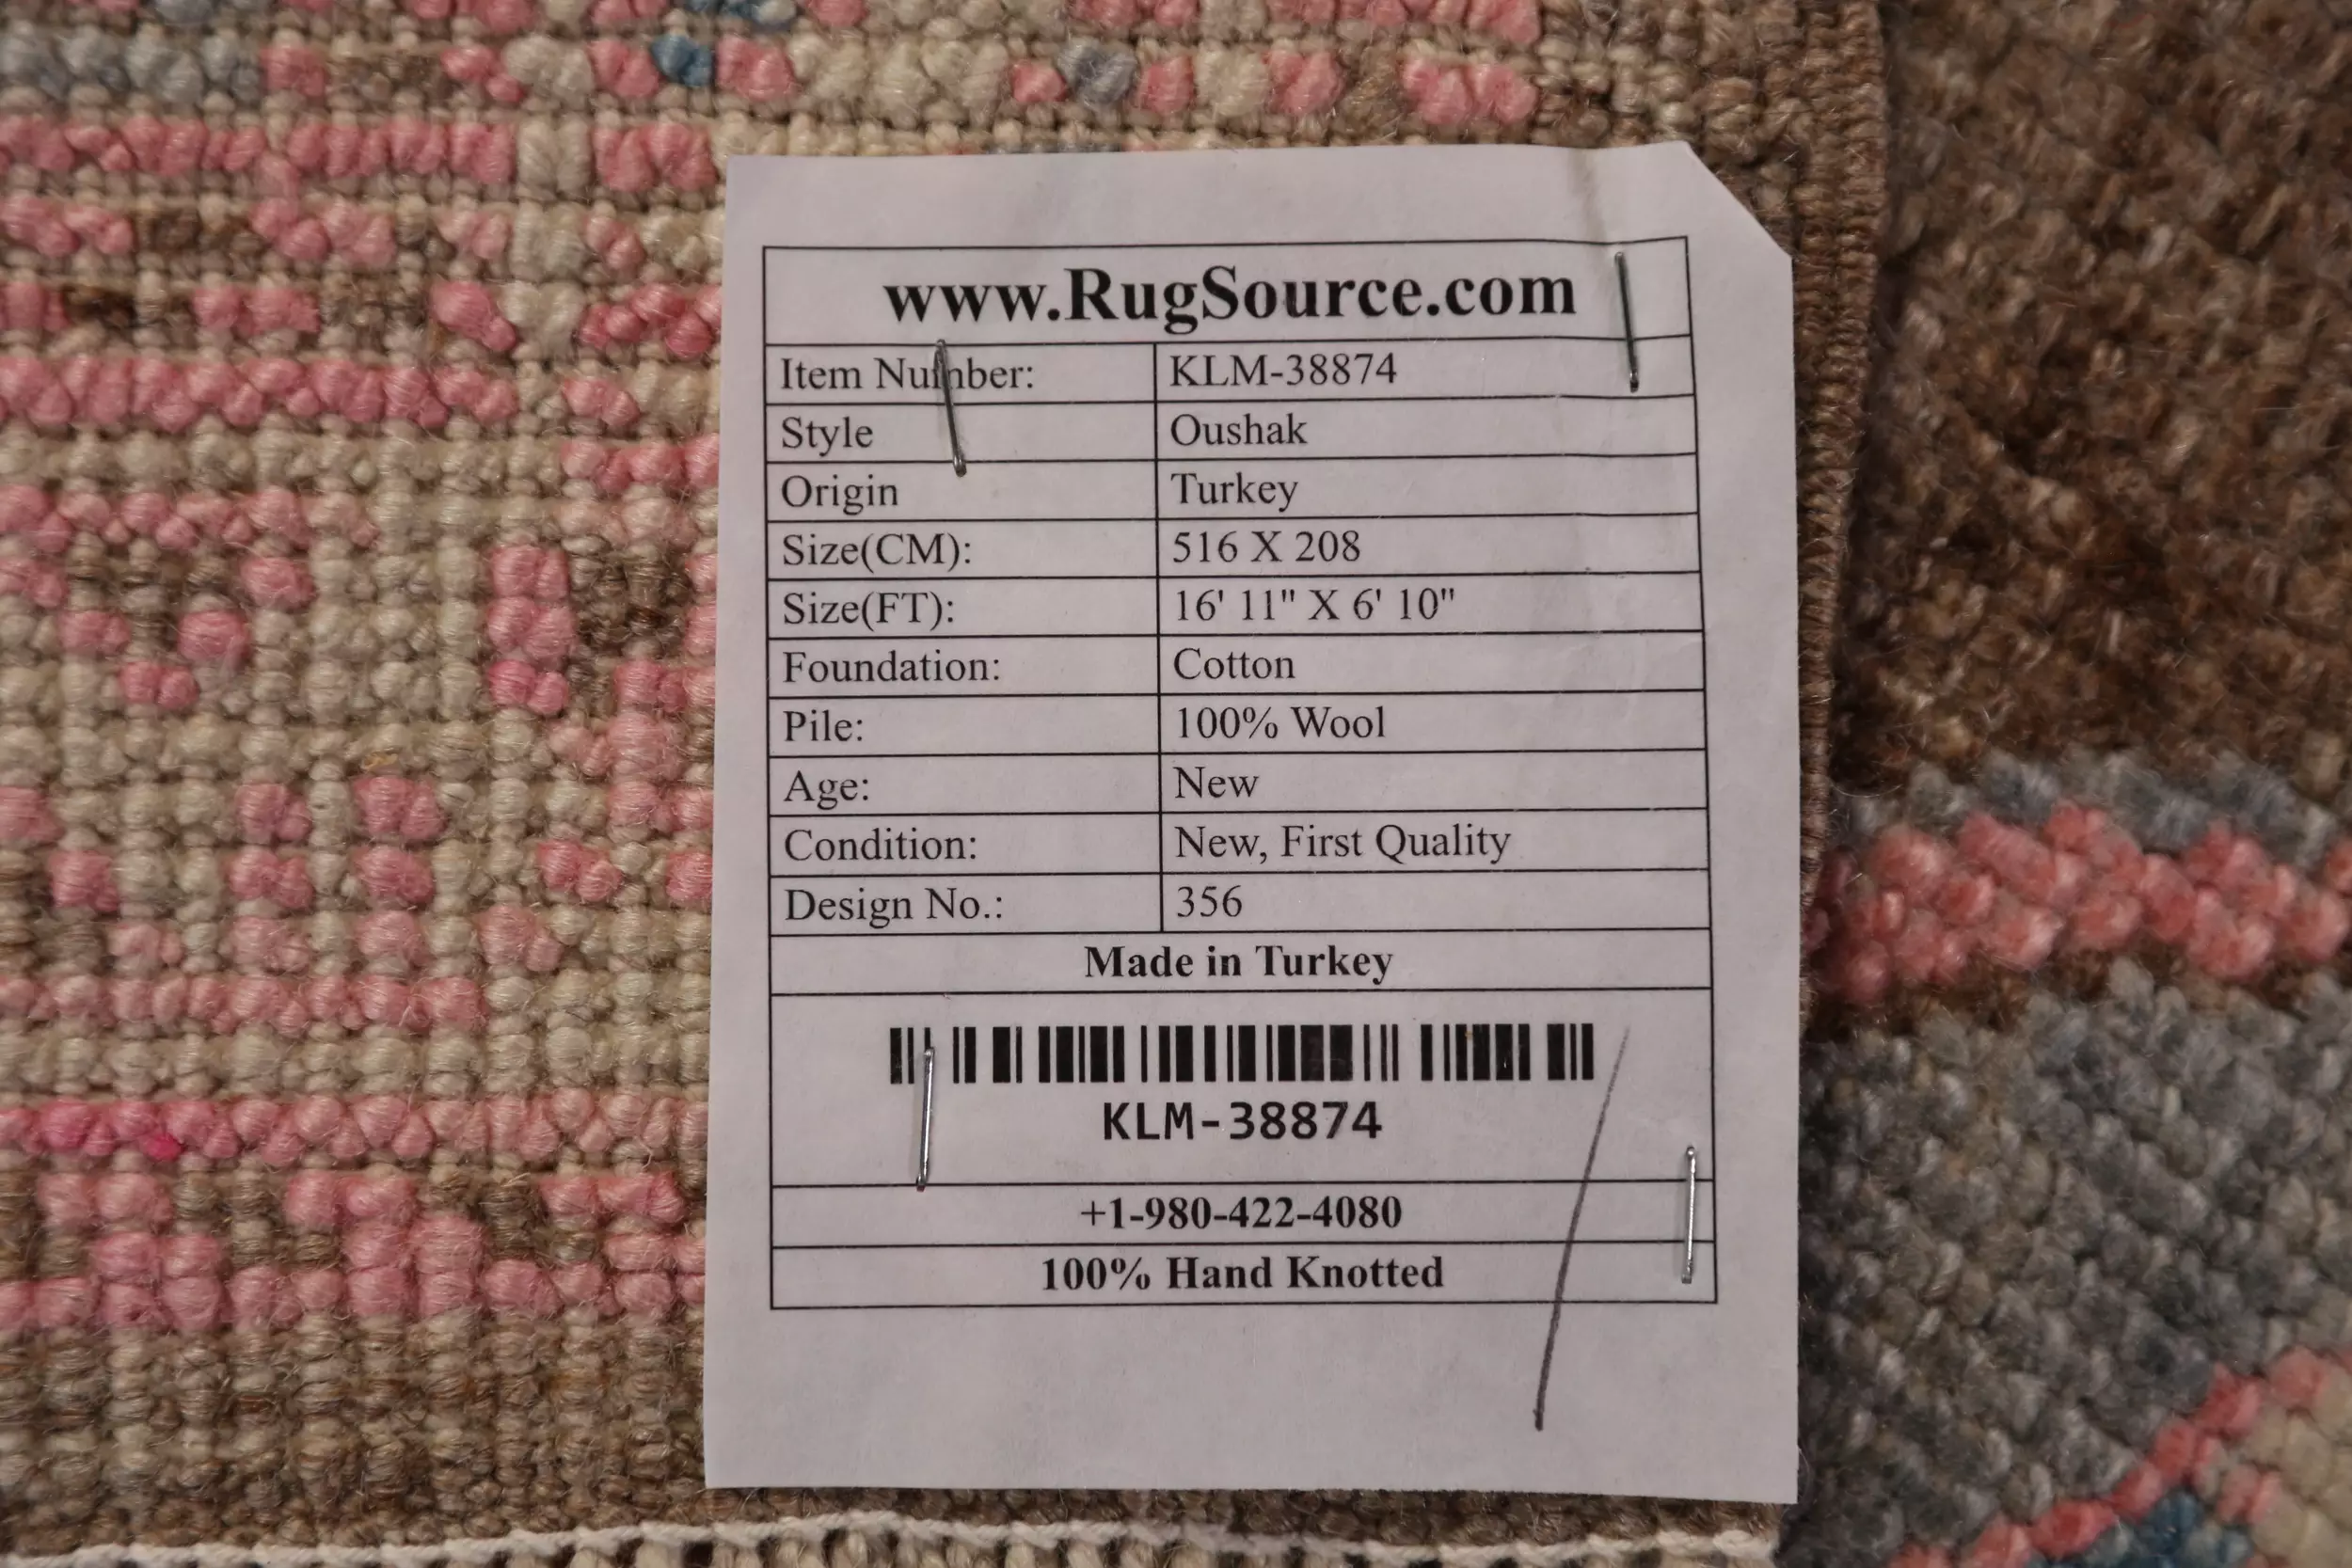 www.RugSource.com
Item Number: KLM-38874
Style Oushak
Origin Turkey
Size(CM): 516 X 208
Size(FT): 16' 11" X 6' 10"
Foundation: Cotton
Pile: 100% Wool
Age: New
Condition: New, First Quality
Design No.: 356
Made in Turkey
KLM-38874
+1-980-422-4080
100% Hand Knotted